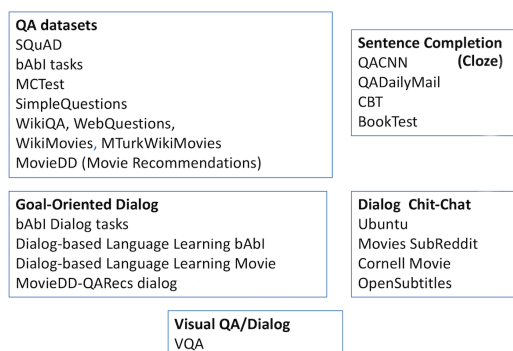 QA datasets
SQuAD
bAbI tasks
MCTest
SimpleQuestions
WikiQA, WebQuestions,
WikiMovies, MTurkWikiMovies
MovieDD (Movie Recommendations)
Sentence Completion
QACNN (Cloze)
QADailyMail
CBT
BookTest
Goal-Oriented Dialog
bAbI Dialog tasks
Dialog-based Language Learning bAbI
Dialog-based Language Learning Movie
MovieDD-QARecs dialog
Dialog Chit-Chat
Ubuntu
Movies SubReddit
Cornell Movie
OpenSubtitles
Visual QA/Dialog
VQA